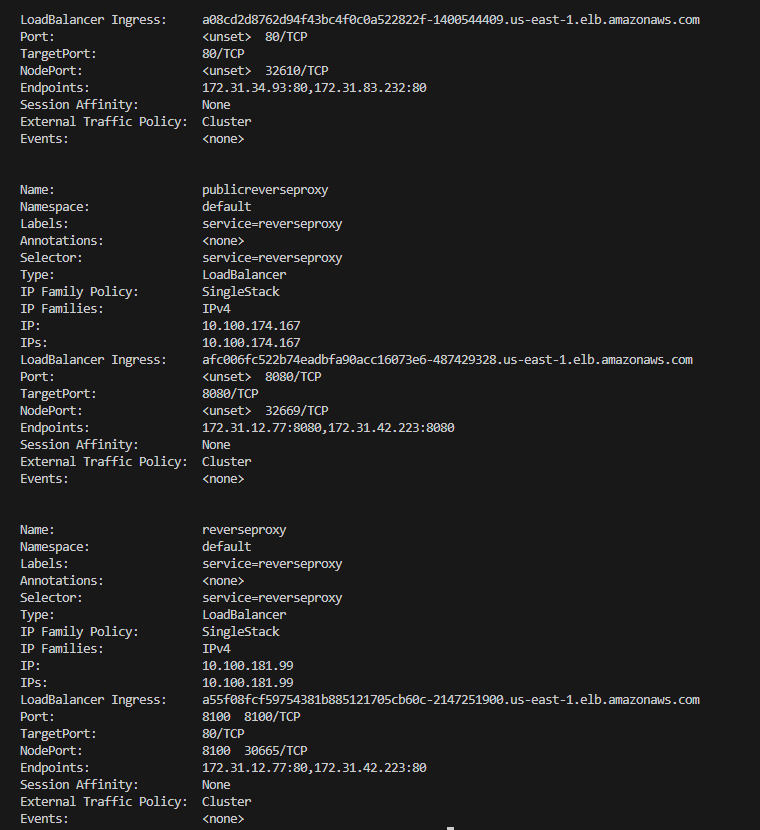 LoadBalancer Ingress:     a08cd2d8762d94f43bc4f0c0a522822f-1400544409.us-east-1.elb.amazonaws.com
Port:                     <unset>  80/TCP
TargetPort:               80/TCP
NodePort:                 <unset>  32610/TCP
Endpoints:                172.31.34.93:80,172.31.83.232:80
Session Affinity:         None
External Traffic Policy:  Cluster
Events:                   <none>

Name:                     publicreverseproxy
Namespace:                default
Labels:                   service=reverseproxy
Annotations:              <none>
Selector:                 service=reverseproxy
Type:                     LoadBalancer
IP Family Policy:         SingleStack
IP Families:              IPv4
IP:                       10.100.174.167
IPs:                      10.100.174.167
LoadBalancer Ingress:     afc006fc522b74eadbfa90acc16073e6-487429328.us-east-1.elb.amazonaws.com
Port:                     <unset>  8080/TCP
TargetPort:               8080/TCP
NodePort:                 <unset>  32669/TCP
Endpoints:                172.31.12.77:8080,172.31.42.223:8080
Session Affinity:         None
External Traffic Policy:  Cluster
Events:                   <none>

Name:                     reverseproxy
Namespace:                default
Labels:                   service=reverseproxy
Annotations:              <none>
Selector:                 service=reverseproxy
Type:                     LoadBalancer
IP Family Policy:         SingleStack
IP Families:              IPv4
IP:                       10.100.181.99
IPs:                      10.100.181.99
LoadBalancer Ingress:     a55f08fcf59754381b885121705cb60c-2147251900.us-east-1.elb.amazonaws.com
Port:                     8100  8100/TCP
TargetPort:               80/TCP
NodePort:                 8100  30665/TCP
Endpoints:                172.31.12.77:80,172.31.42.223:80
Session Affinity:         None
External Traffic Policy:  Cluster
Events:                   <none>